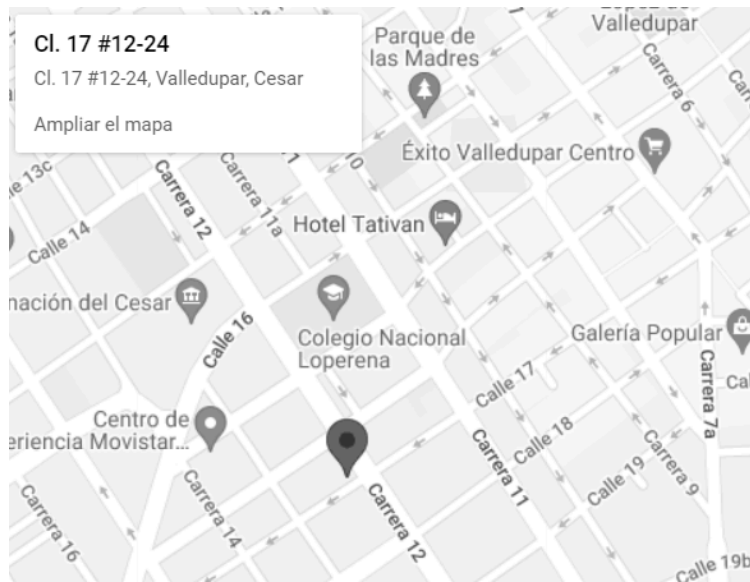 Cl. 17 #12-24
Cl. 17 #12-24, Valledupar, Cesar
Ampliar el mapa
Parque de
las Madres
Valledupar
Carrera 6
Éxito Valledupar Centro
Carrera 12
Carrera 11a
11
10
Calle 14
Hotel Tativan
nación del Cesar
Calle 16
Colegio Nacional
Loperena
Galería Popular
Calle 17
Carrera 7a
Centro de
eriencia Movistar...
Calle 18
Calle 19
Carrera 9
Carrera 11
Carrera 12
Carrera 14
Carrera 16
Calle 19b